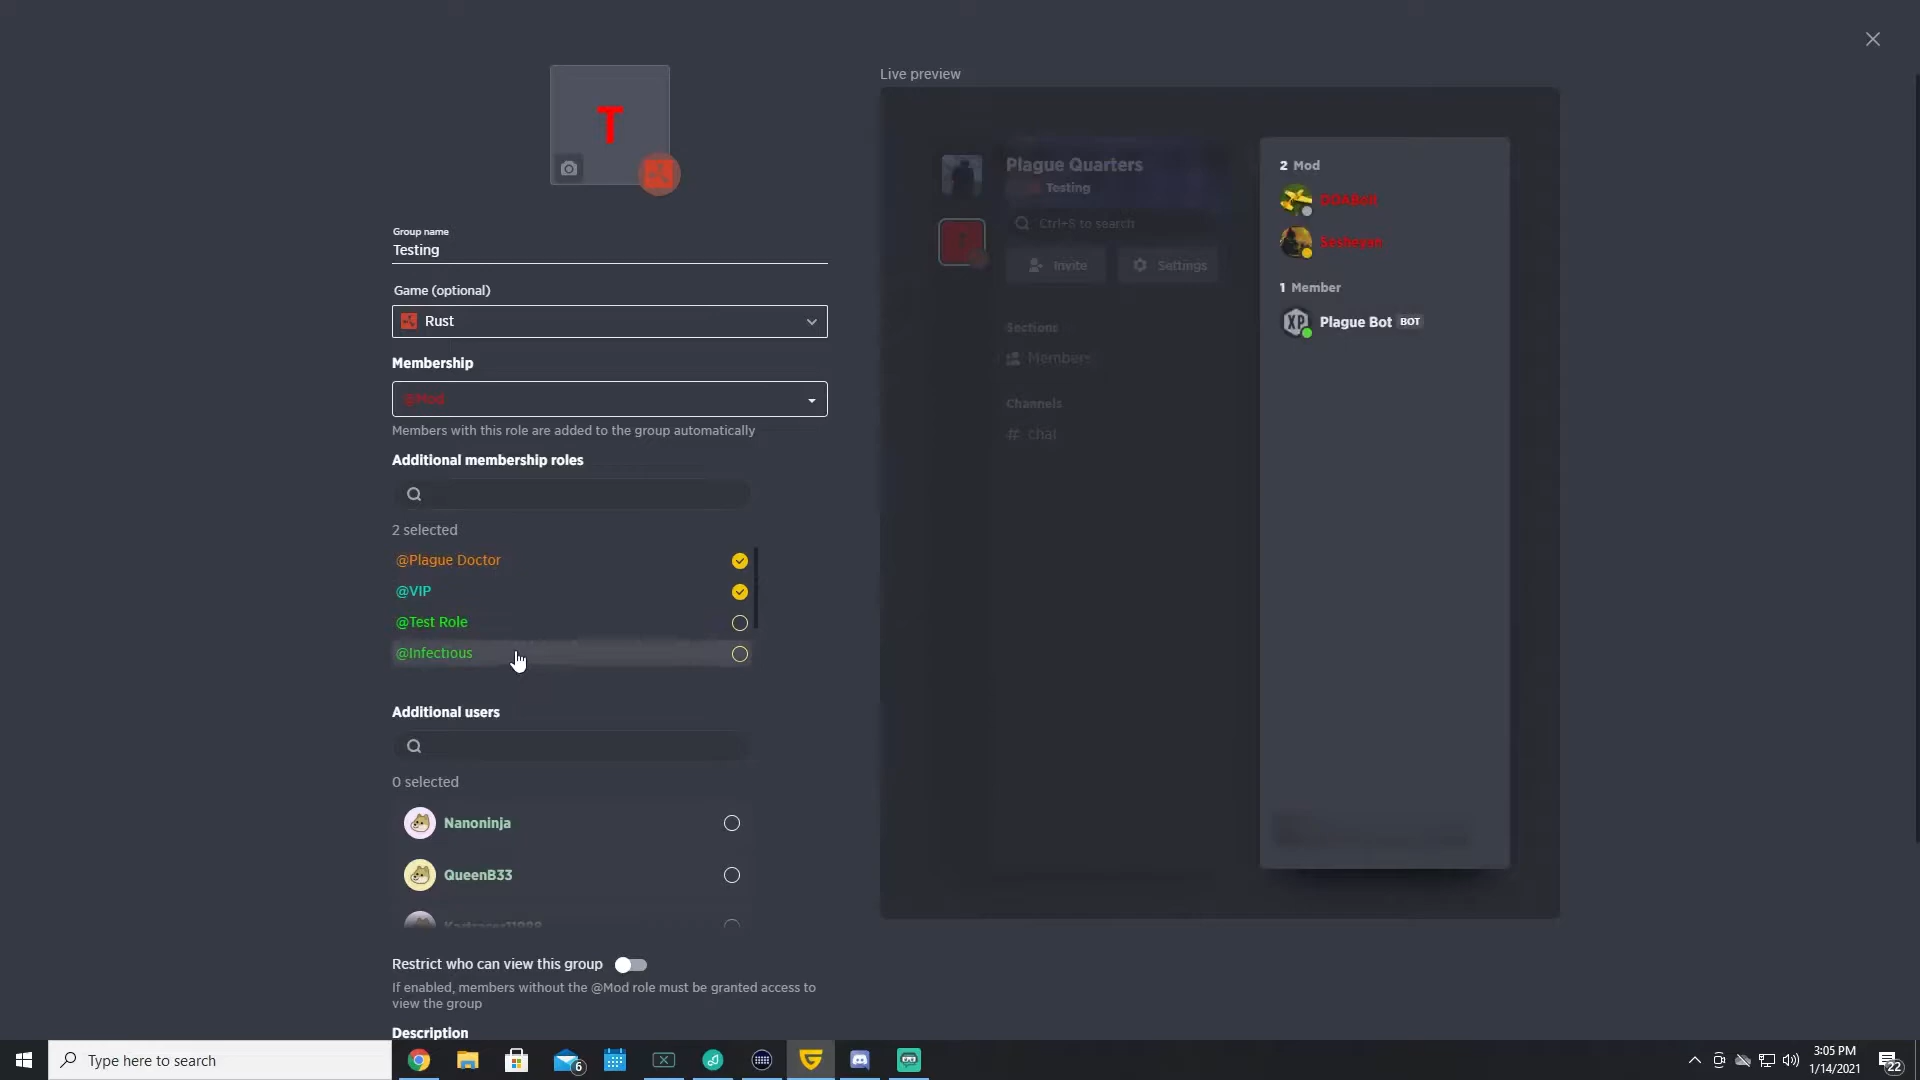 T
Group name
Testing
Game (optional)
Rust
Membership
@Mod
Members with this role are added to the group automatically
Additional membership roles
2 selected
@Plague Doctor
@VIP
@Test Role
@Infectious
Additional users
0 selected
Nanoninja
QueenB33
Restrict who can view this group
If enabled, members without the @Mod role must be granted access to
view the group
Description
Live preview
Plague Quarters
Testing
Ctrl+S to search
Invite
Settings
Sections
Members
Channels
# chat
2 Mod
1 Member
XP
Plague Bot BOT
Type here to search
6
3:05 PM
1/14/2021
22